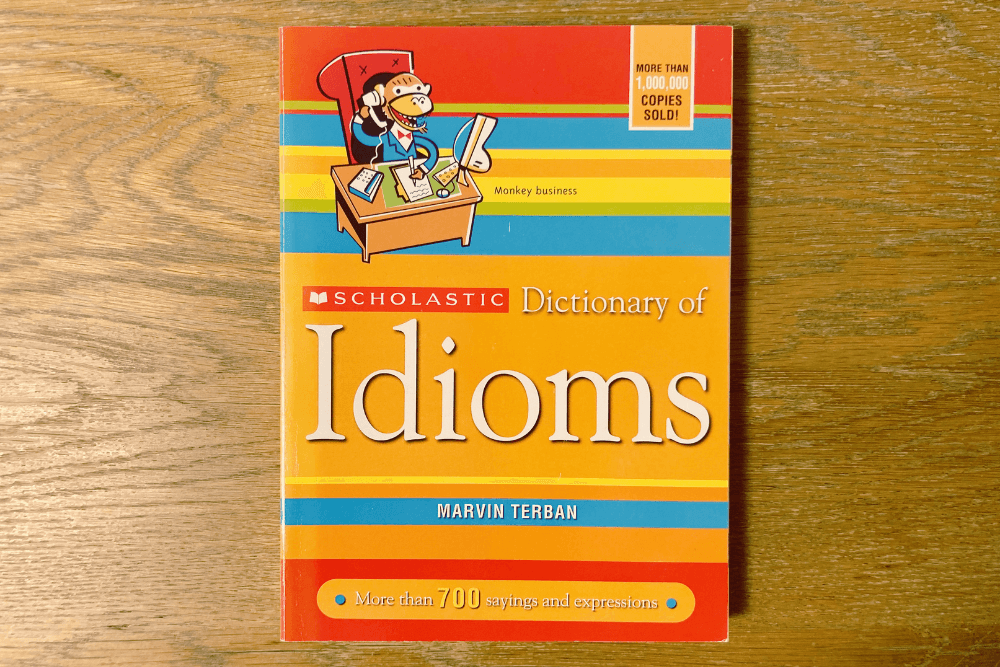 MORE THAN
1,000,000
COPIES
SOLD!
Monkey business
SCHOLASTIC Dictionary of
Idioms
MARVIN TERBAN
More than 700 sayings and expressions